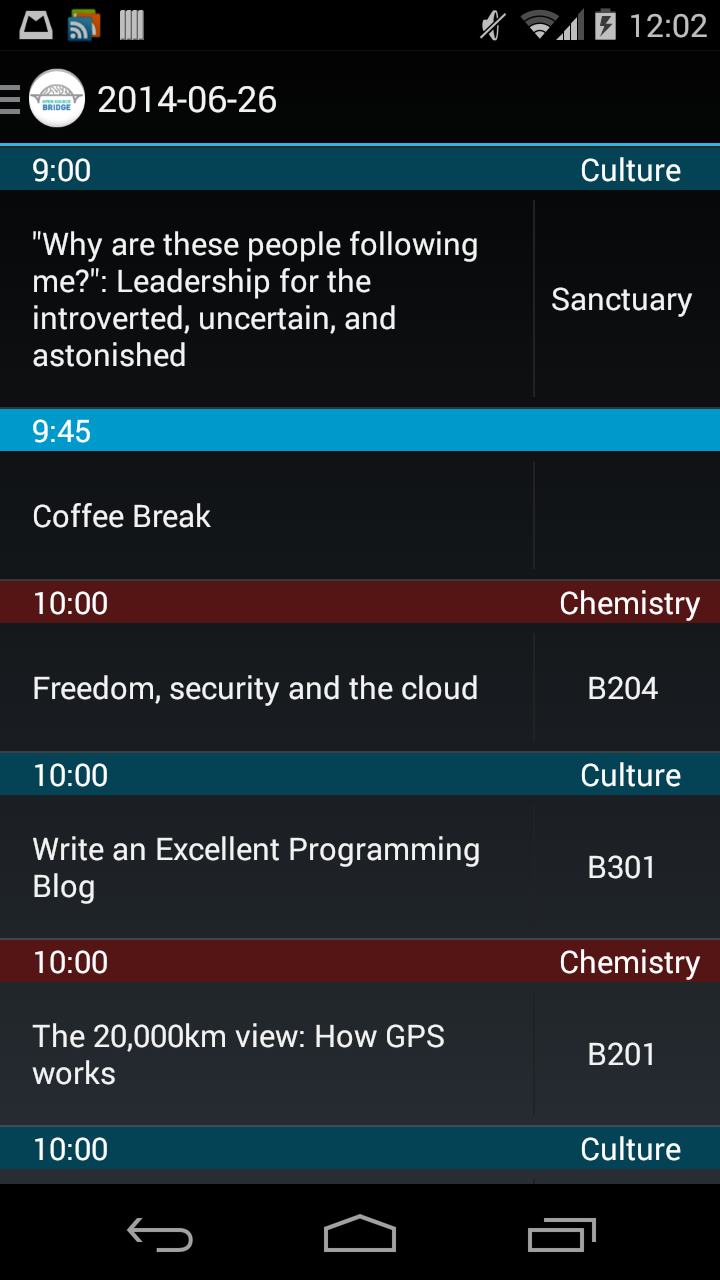 12:02
OPEN SOURCE
BRIDGE
2014-06-26
9:00 Culture
"Why are these people following
me?": Leadership for the
introverted, uncertain, and
astonished
Sanctuary
9:45
Coffee Break
10:00 Chemistry
Freedom, security and the cloud
B204
10:00 Culture
Write an Excellent Programming
Blog
B301
10:00 Chemistry
The 20,000km view: How GPS
works
B201
10:00 Culture